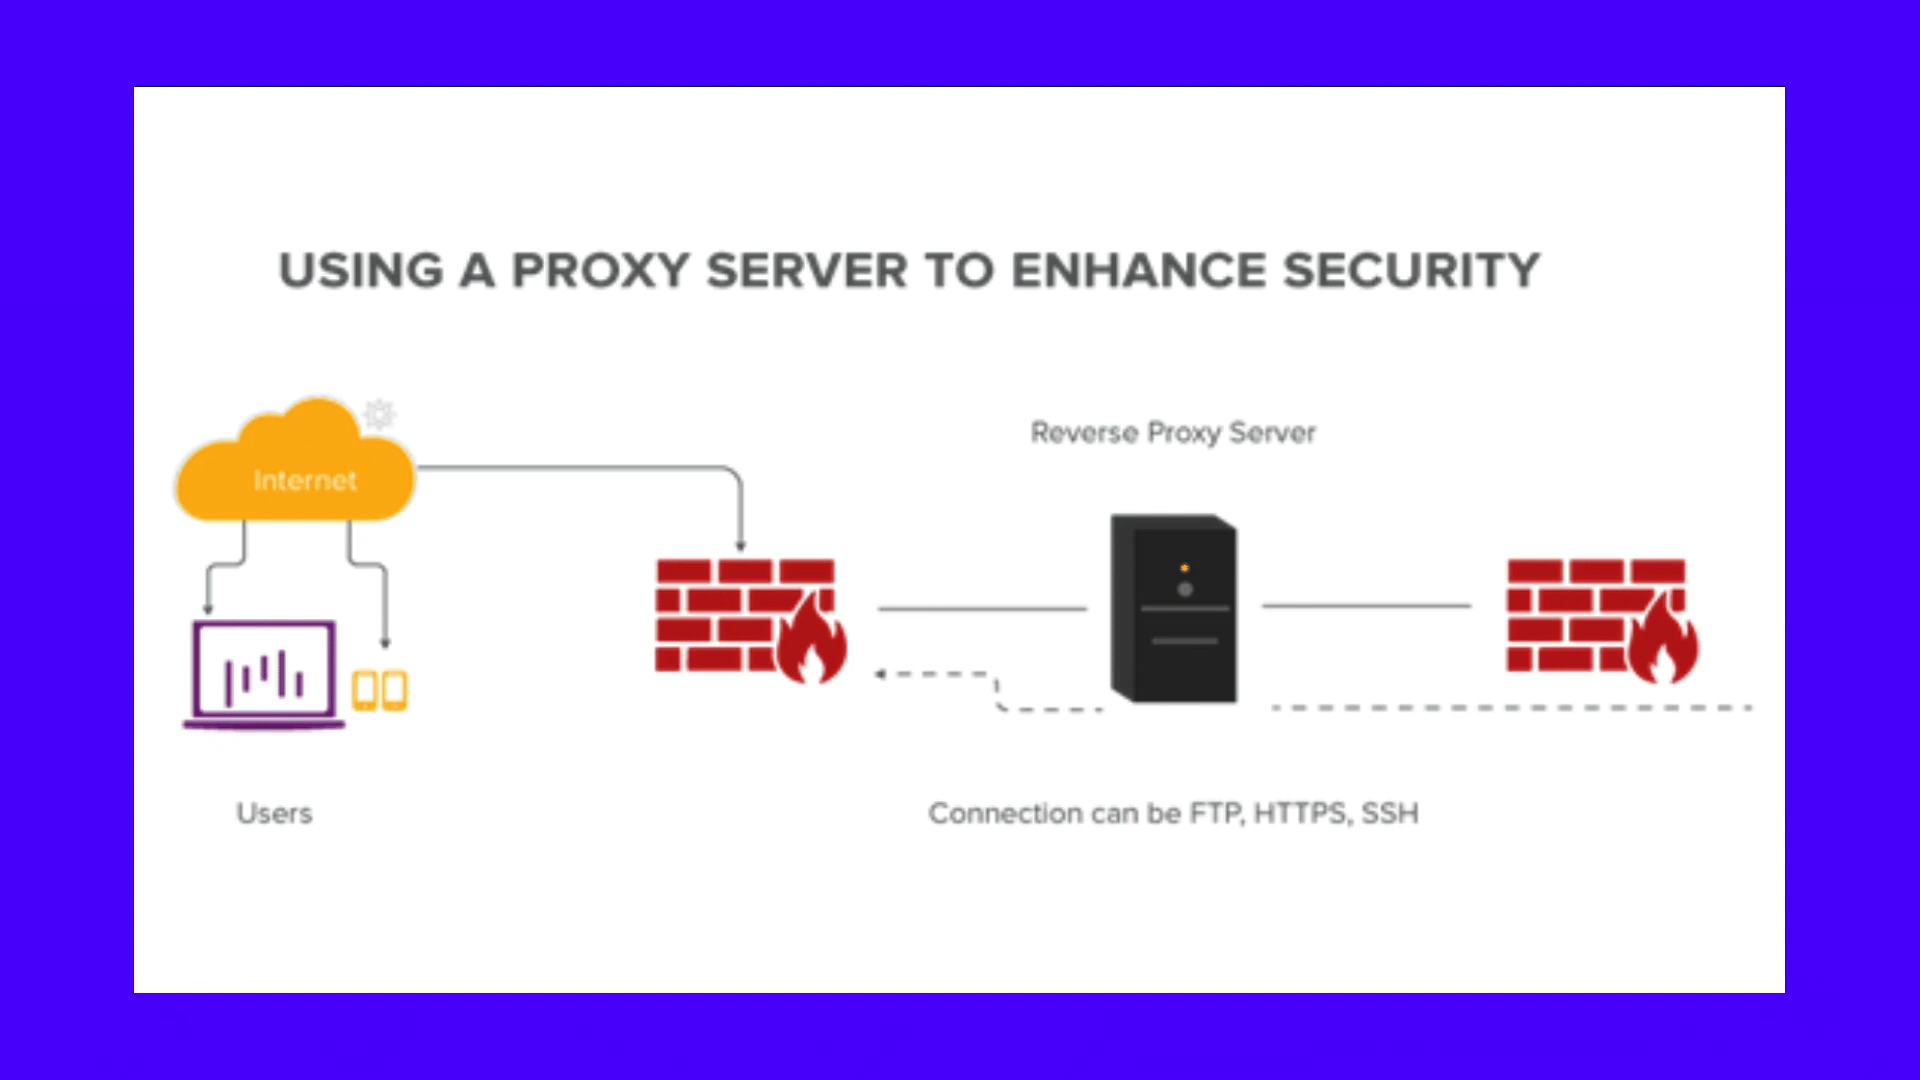 USING A PROXY SERVER TO ENHANCE SECURITY
Internet
Reverse Proxy Server
Users
Connection can be FTP, HTTPS, SSH